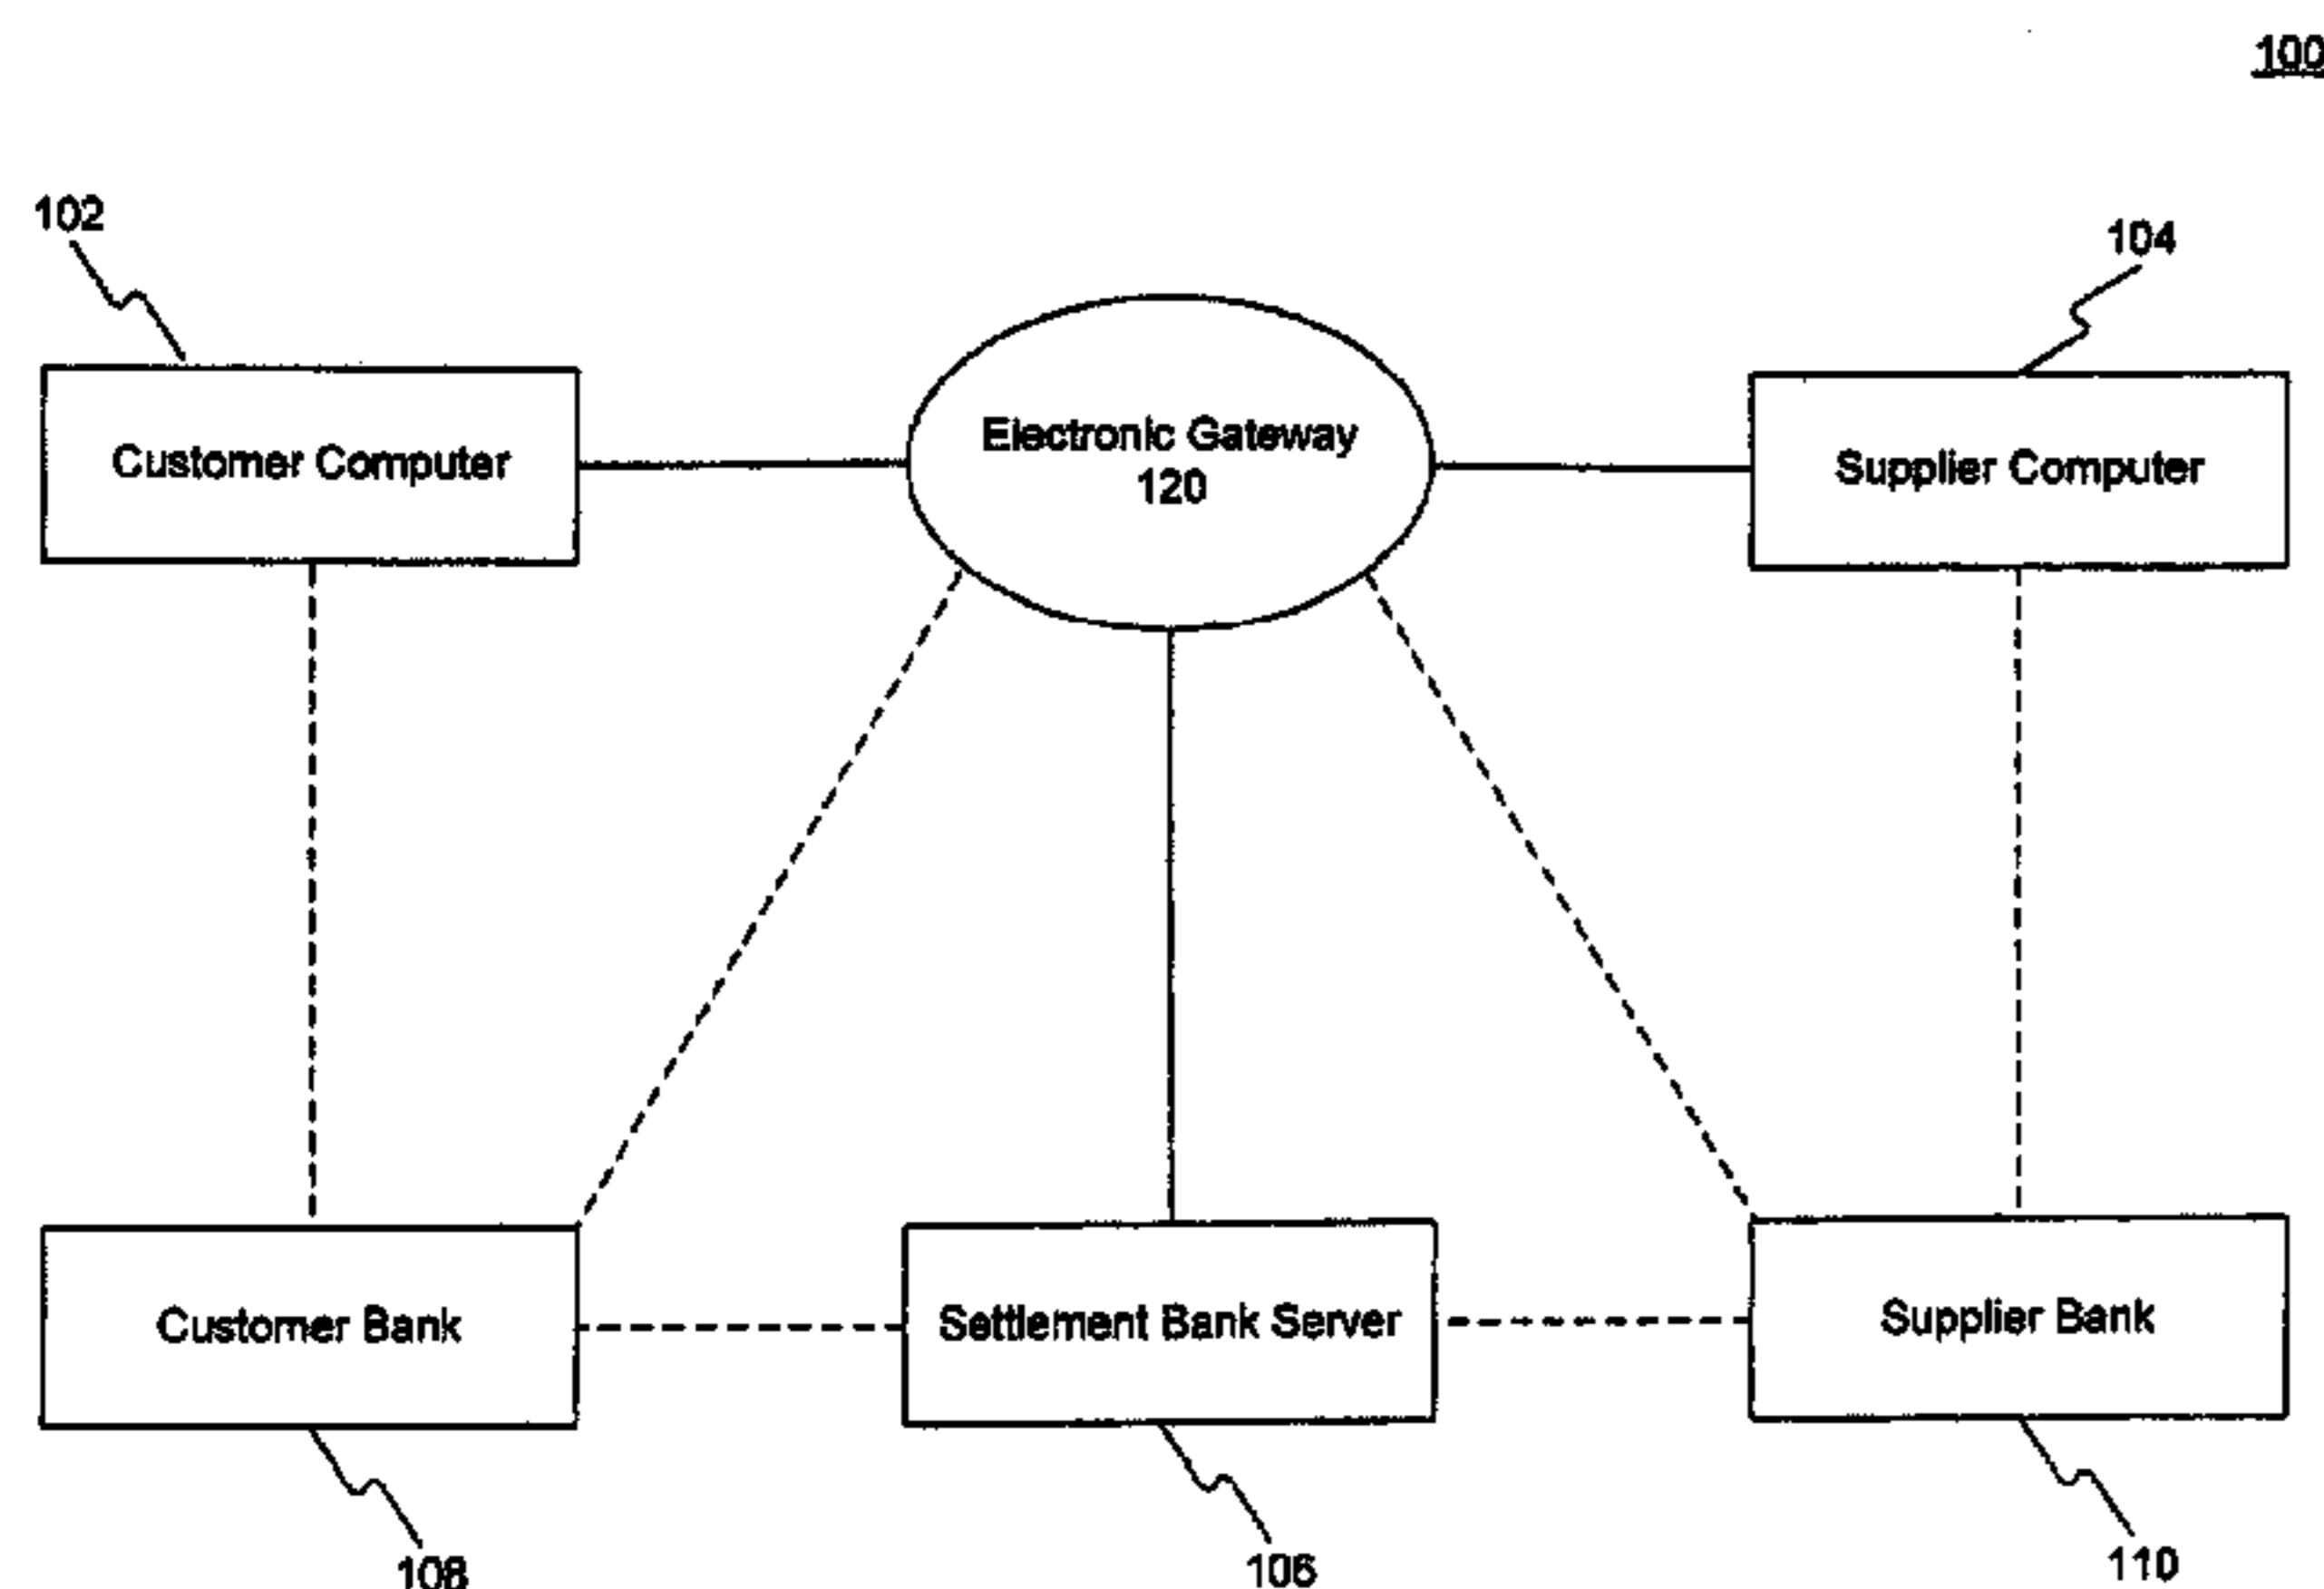 100
102
104
Electronic Gateway
120
Customer Computer
Supplier Computer
Customer Bank
Settlement Bank Server
Supplier Bank
108
106
110